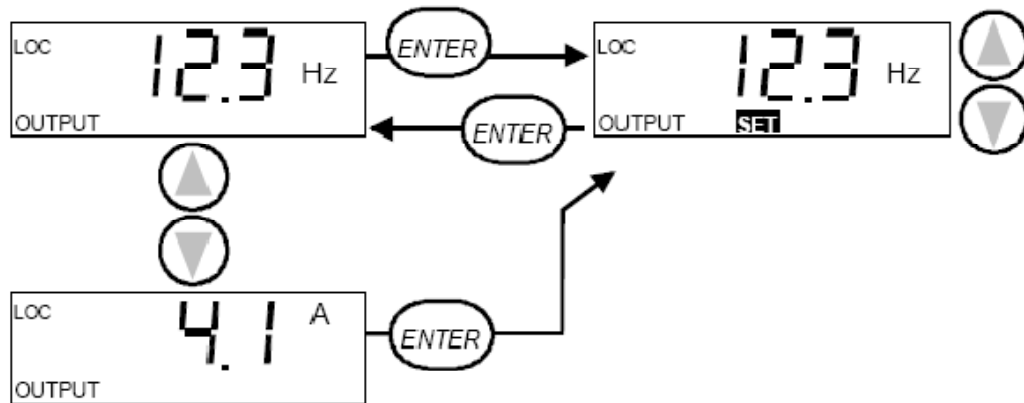 LOC
12.3 Hz
OUTPUT
ENTER
ENTER
LOC
12.3 Hz
OUTPUT SET
LOC
4.1 A
OUTPUT
ENTER